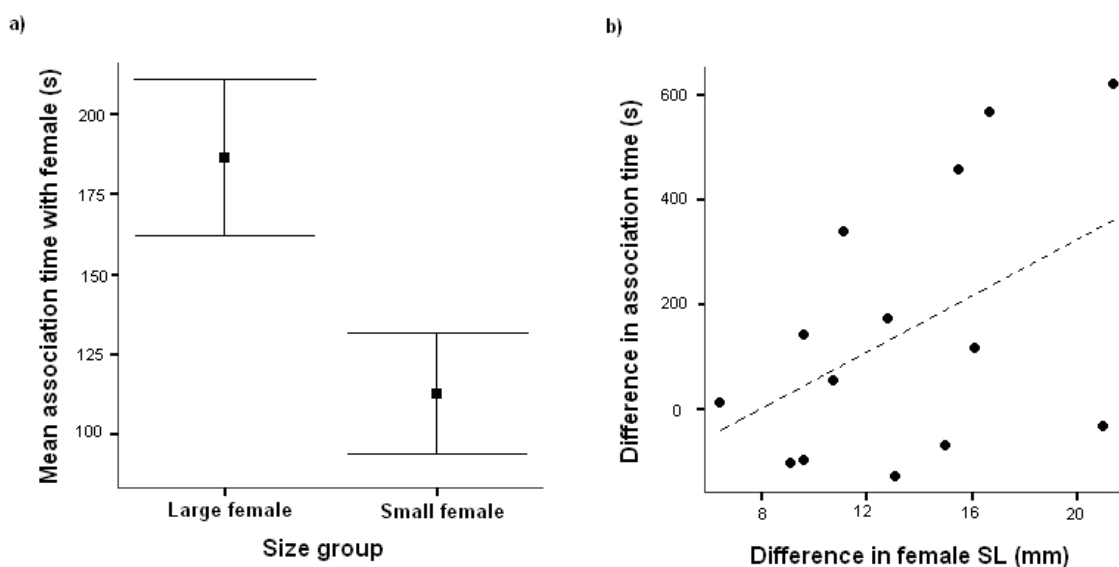 a)
Mean association time with female (s)
200
175
150
125
100
Large female
Small female
Size group
b)
Difference in association time (s)
600
400
200
0
8
12
16
20
Difference in female SL (mm)